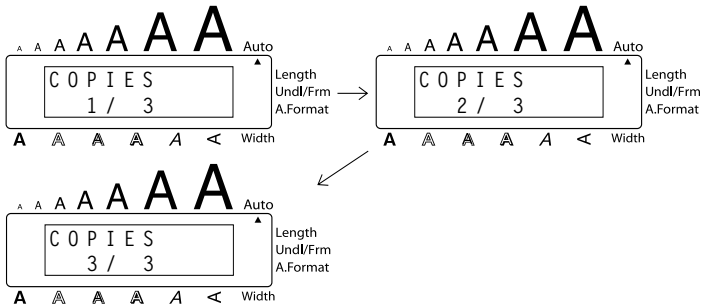 A A A A A A A Auto
COPIES
1/ 3
Length
Undl/Frm
A.Format
A A A A A A Width
A A A A A A A Auto
COPIES
2/ 3
Length
Undl/Frm
A.Format
A A A A A A Width
A A A A A A A Auto
COPIES
3/ 3
Length
Undl/Frm
A.Format
A A A A A A Width